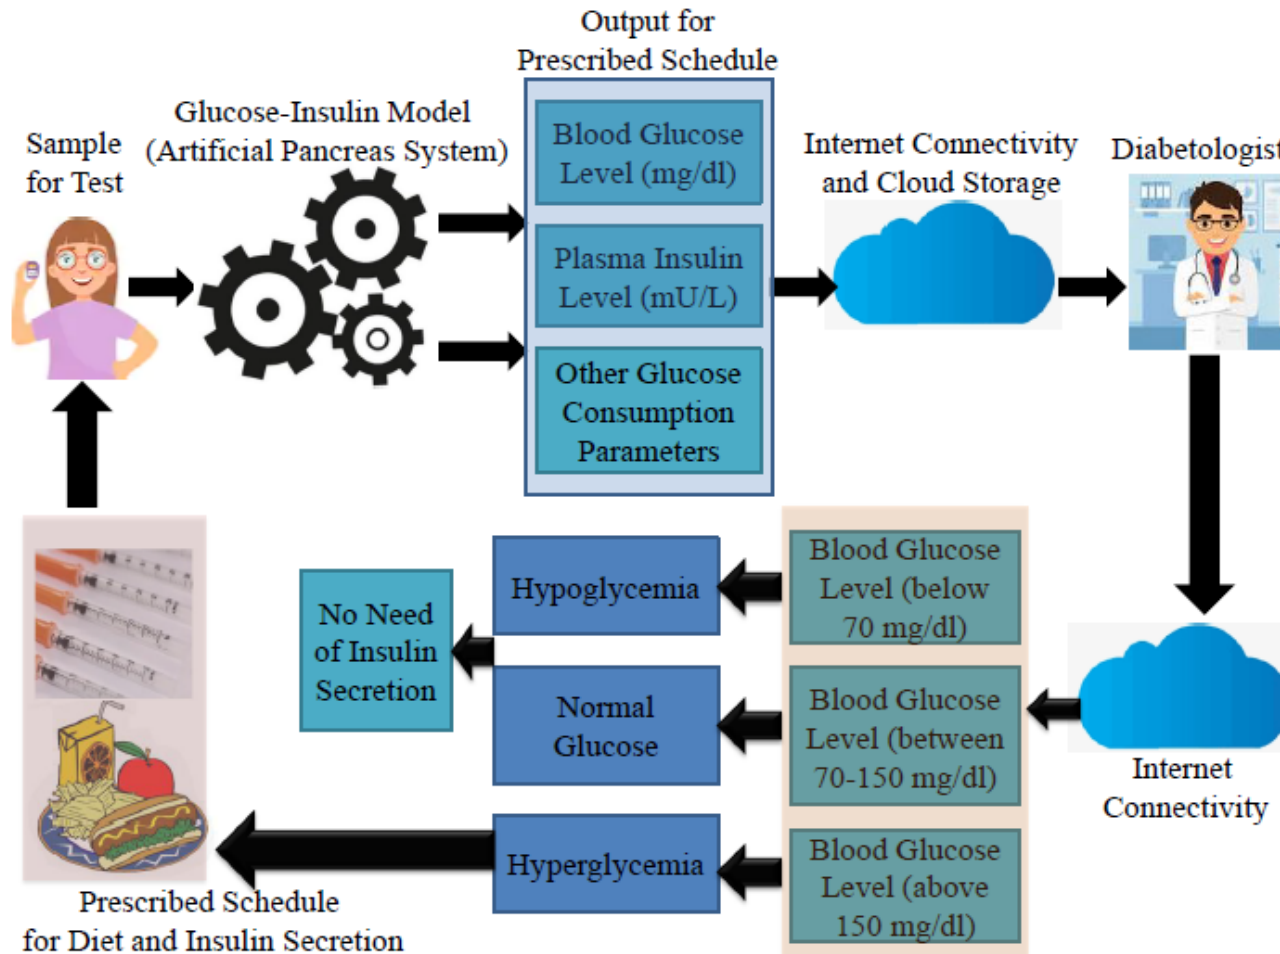 Output for
Prescribed Schedule
Glucose-Insulin Model
(Artificial Pancreas System)
Sample
for Test
Blood Glucose
Level (mg/dl)
Plasma Insulin
Level (mU/L)
Other Glucose
Consumption
Parameters
Internet Connectivity
and Cloud Storage
Diabetologist
Blood Glucose
Level (below
70 mg/dl)
Blood Glucose
Level (between
70-150 mg/dl)
Blood Glucose
Level (above
150 mg/dl)
Internet
Connectivity
Hypoglycemia
Normal
Glucose
Hyperglycemia
No Need
of Insulin
Secretion
Prescribed Schedule
for Diet and Insulin Secretion